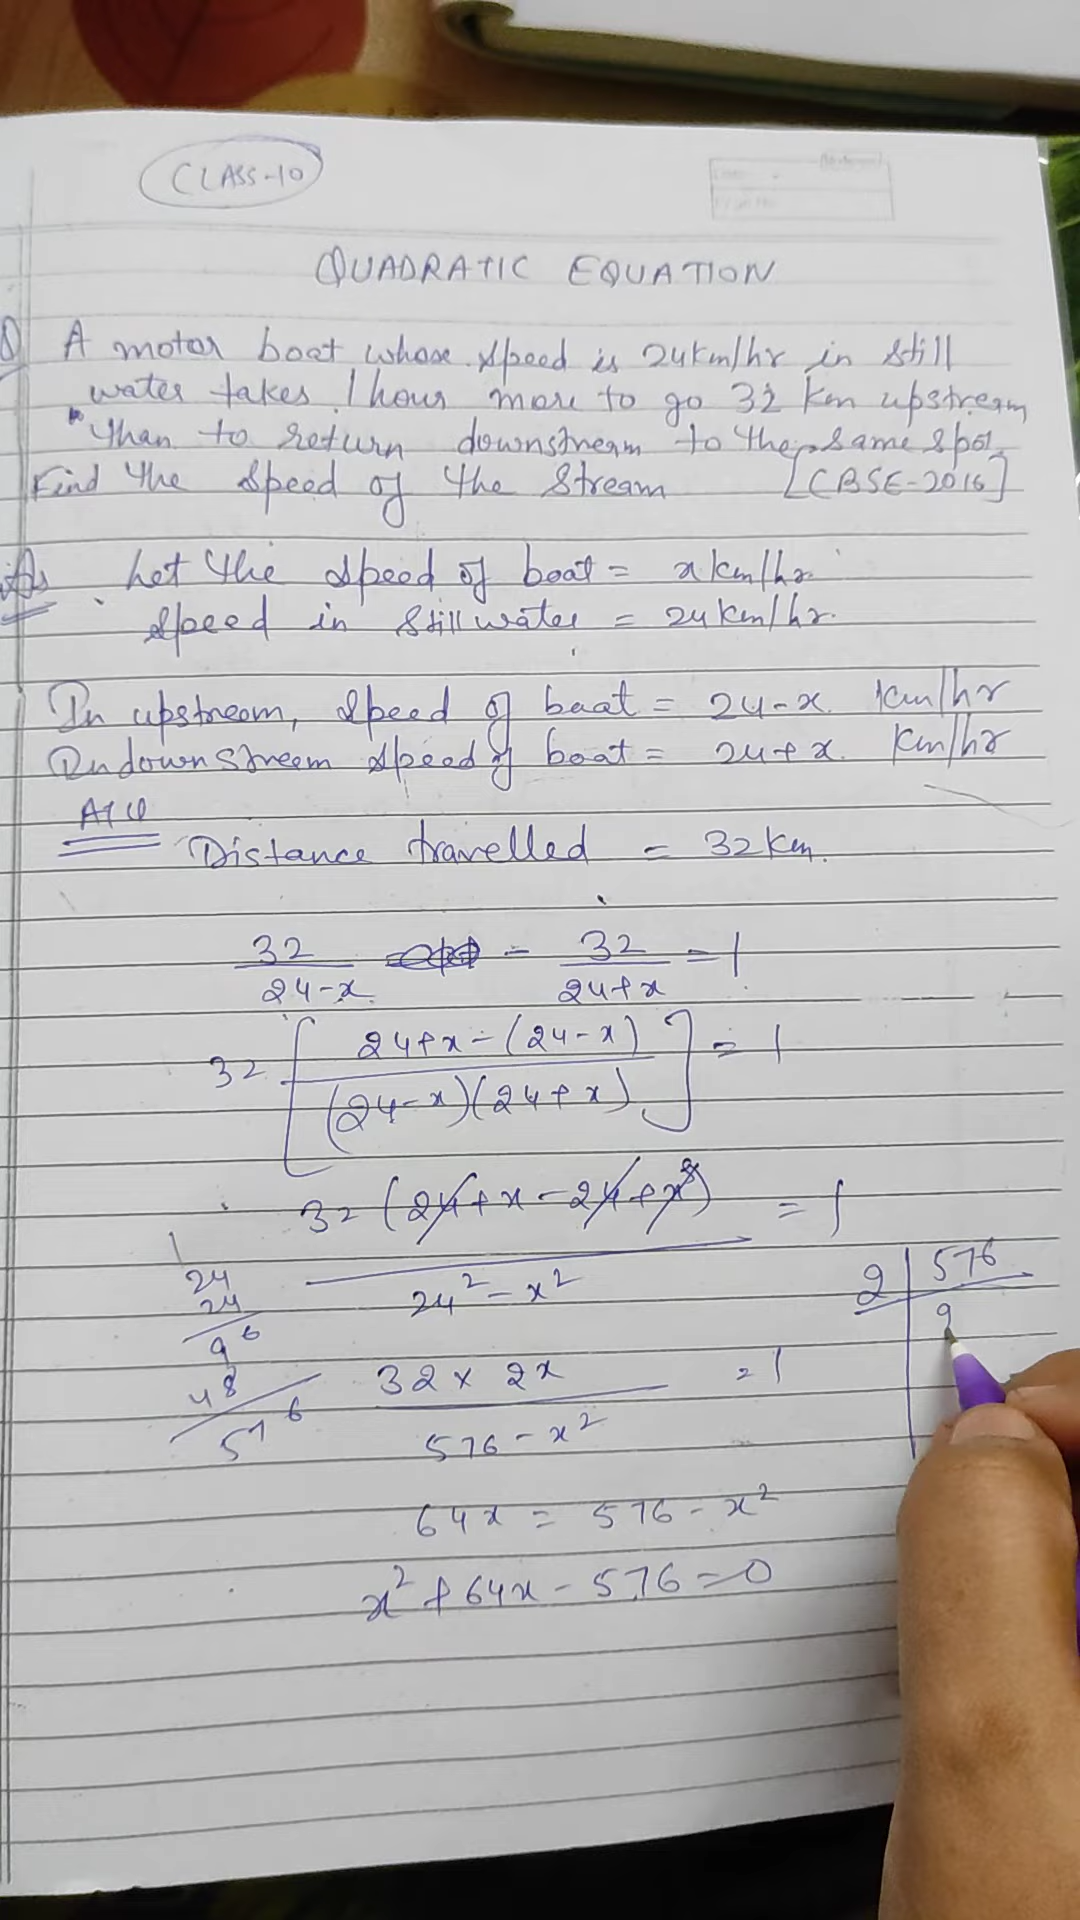 CLASS-10
QUADRATIC EQUATION
Q A motor boat whose speed is 24km/hr in still
water takes 1 hour more to go 32 km upstream
than to return downstream to the same spot.
Find the speed of the stream [CBSE-2016]
Let the speed of boat = x km/hr
Speed in still water = 24 km/hr.
In upstream, speed of boat = 24-x km/hr
In downstream speed of boat = 24+x. km/hr
ATQ
Distance travelled = 32 km.
32/(24-x) - 32/(24+x) = 1
32 [ (24+x-(24-x)) / ((24-x)(24+x)) ] = 1
32 (24+x-24+x) / (24² - x²) = 1
24
24
96
48
576
2 | 576
(32 × 2x) / (576 - x²) = 1
64x = 576 - x²
x² + 64x - 576 = 0